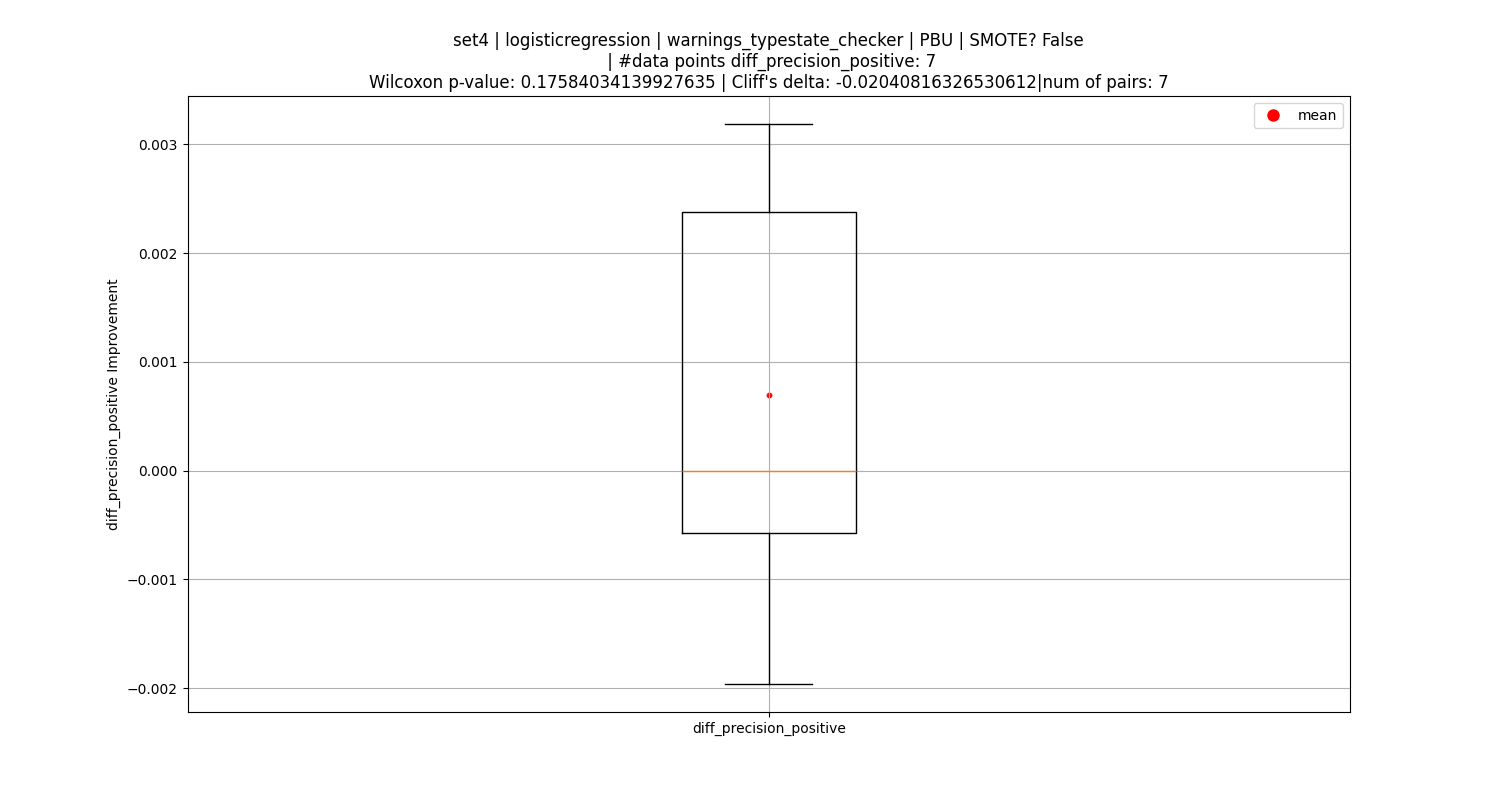 set4 | logisticregression | warnings_typestate_checker | PBU | SMOTE? False
| #data points diff_precision_positive: 7
Wilcoxon p-value: 0.17584034139927635 | Cliff's delta: -0.02040816326530612|num of pairs: 7
mean
0.003
0.002
0.001
0.000
−0.001
−0.002
diff_precision_positive Improvement
diff_precision_positive